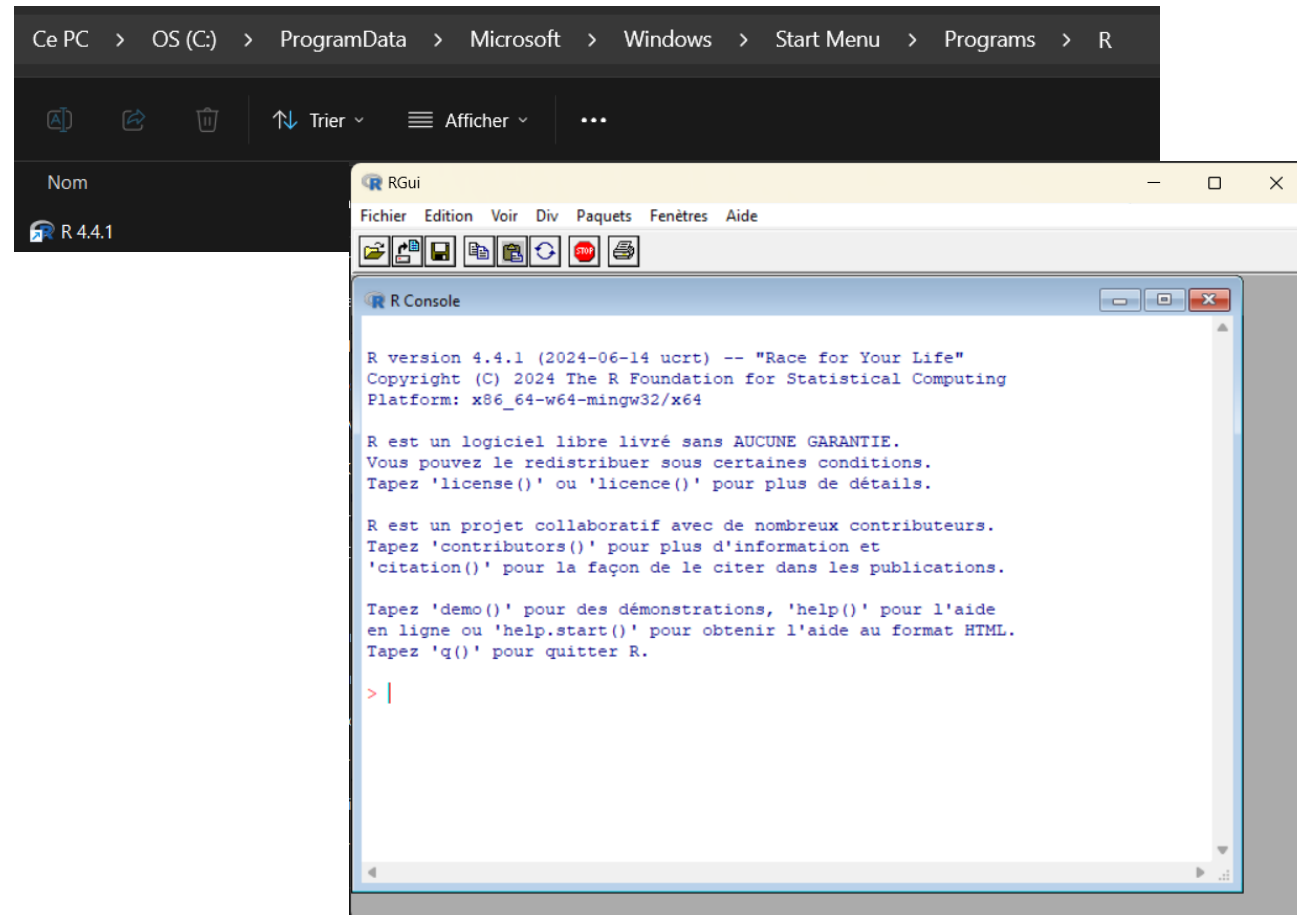 Ce PC > OS (C:) > ProgramData > Microsoft > Windows > Start Menu > Programs > R
Trier Afficher
Nom
R 4.4.1
RGui
Fichier Edition Voir Div Paquets Fenêtres Aide
STOP
R Console
R version 4.4.1 (2024-06-14 ucrt) -- "Race for Your Life"
Copyright (C) 2024 The R Foundation for Statistical Computing
Platform: x86_64-w64-mingw32/x64
R est un logiciel libre livré sans AUCUNE GARANTIE.
Vous pouvez le redistribuer sous certaines conditions.
Tapez 'license()' ou 'licence()' pour plus de détails.
R est un projet collaboratif avec de nombreux contributeurs.
Tapez 'contributors()' pour plus d'information et
'citation()' pour la façon de le citer dans les publications.
Tapez 'demo()' pour des démonstrations, 'help()' pour l'aide
en ligne ou 'help.start()' pour obtenir l'aide au format HTML.
Tapez 'q()' pour quitter R.
>